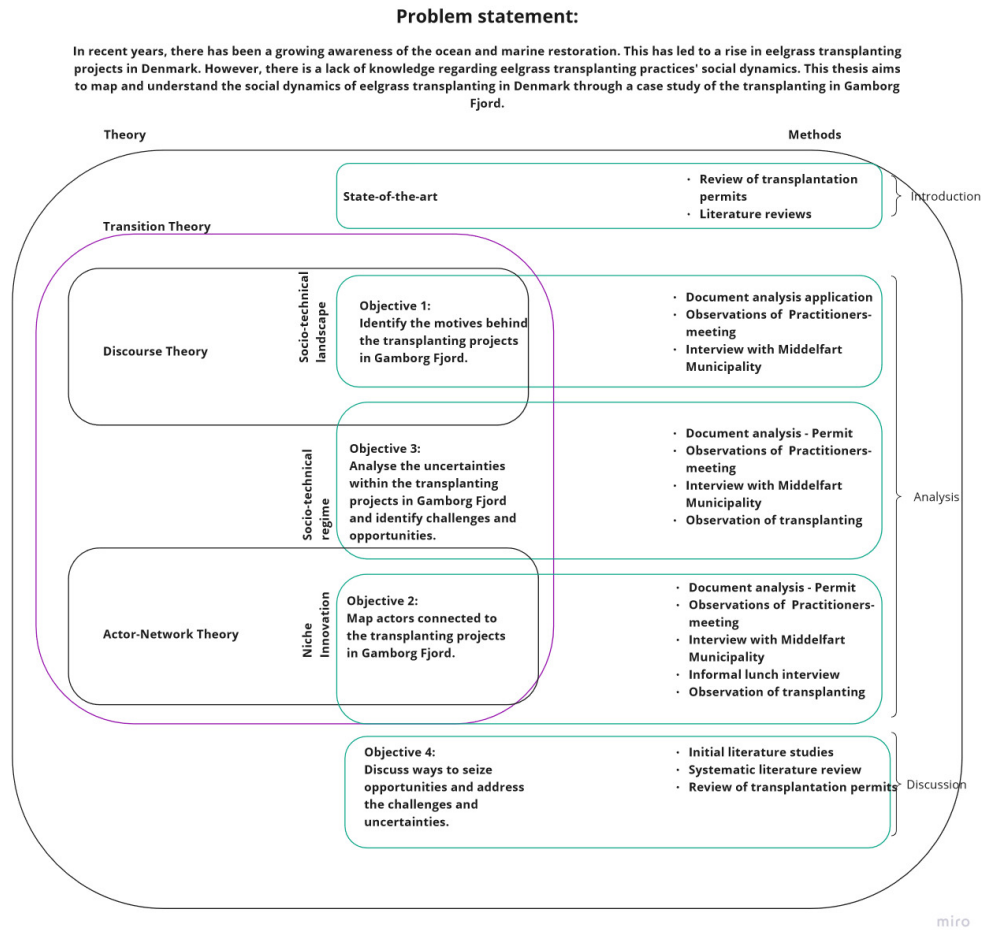 Problem statement:
In recent years, there has been a growing awareness of the ocean and marine restoration. This has led to a rise in eelgrass transplanting
projects in Denmark. However, there is a lack of knowledge regarding eelgrass transplanting practices' social dynamics. This thesis aims
to map and understand the social dynamics of eelgrass transplanting in Denmark through a case study of the transplanting in Gamborg
Fjord.
Theory
Methods
State-of-the-art
· Review of transplantation
permits
· Literature reviews
Introduction
Transition Theory
Discourse Theory
Socio-technical
landscape
Objective 1:
Identify the motives behind
the transplanting projects
in Gamborg Fjord.
· Document analysis application
· Observations of Practitioners-
meeting
· Interview with Middelfart
Municipality
Socio-technical
regime
Objective 3:
Analyse the uncertainties
within the transplanting
projects in Gamborg Fjord
and identify challenges and
opportunities.
· Document analysis - Permit
· Observations of Practitioners-
meeting
· Interview with Middelfart
Municipality
· Observation of transplanting
Analysis
Actor-Network Theory
Niche
Innovation
Objective 2:
Map actors connected to
the transplanting projects
in Gamborg Fjord.
· Document analysis - Permit
· Observations of Practitioners-
meeting
· Interview with Middelfart
Municipality
· Informal lunch interview
· Observation of transplanting
Objective 4:
Discuss ways to seize
opportunities and address
the challenges and
uncertainties.
· Initial literature studies
· Systematic literature review
· Review of transplantation permits
Discussion
miro